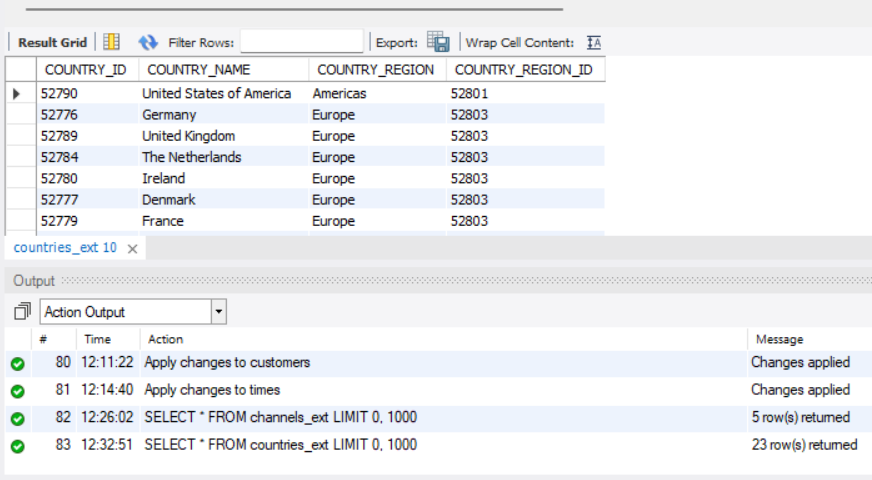 Result Grid Filter Rows: Export: Wrap Cell Content: IA
COUNTRY_ID COUNTRY_NAME COUNTRY_REGION COUNTRY_REGION_ID
52790 United States of America Americas 52801
52776 Germany Europe 52803
52789 United Kingdom Europe 52803
52784 The Netherlands Europe 52803
52780 Ireland Europe 52803
52777 Denmark Europe 52803
52779 France Europe 52803
countries_ext 10 ×
Output
Action Output
# Time Action Message
80 12:11:22 Apply changes to customers Changes applied
81 12:14:40 Apply changes to times Changes applied
82 12:26:02 SELECT * FROM channels_ext LIMIT 0, 1000 5 row(s) returned
83 12:32:51 SELECT * FROM countries_ext LIMIT 0, 1000 23 row(s) returned